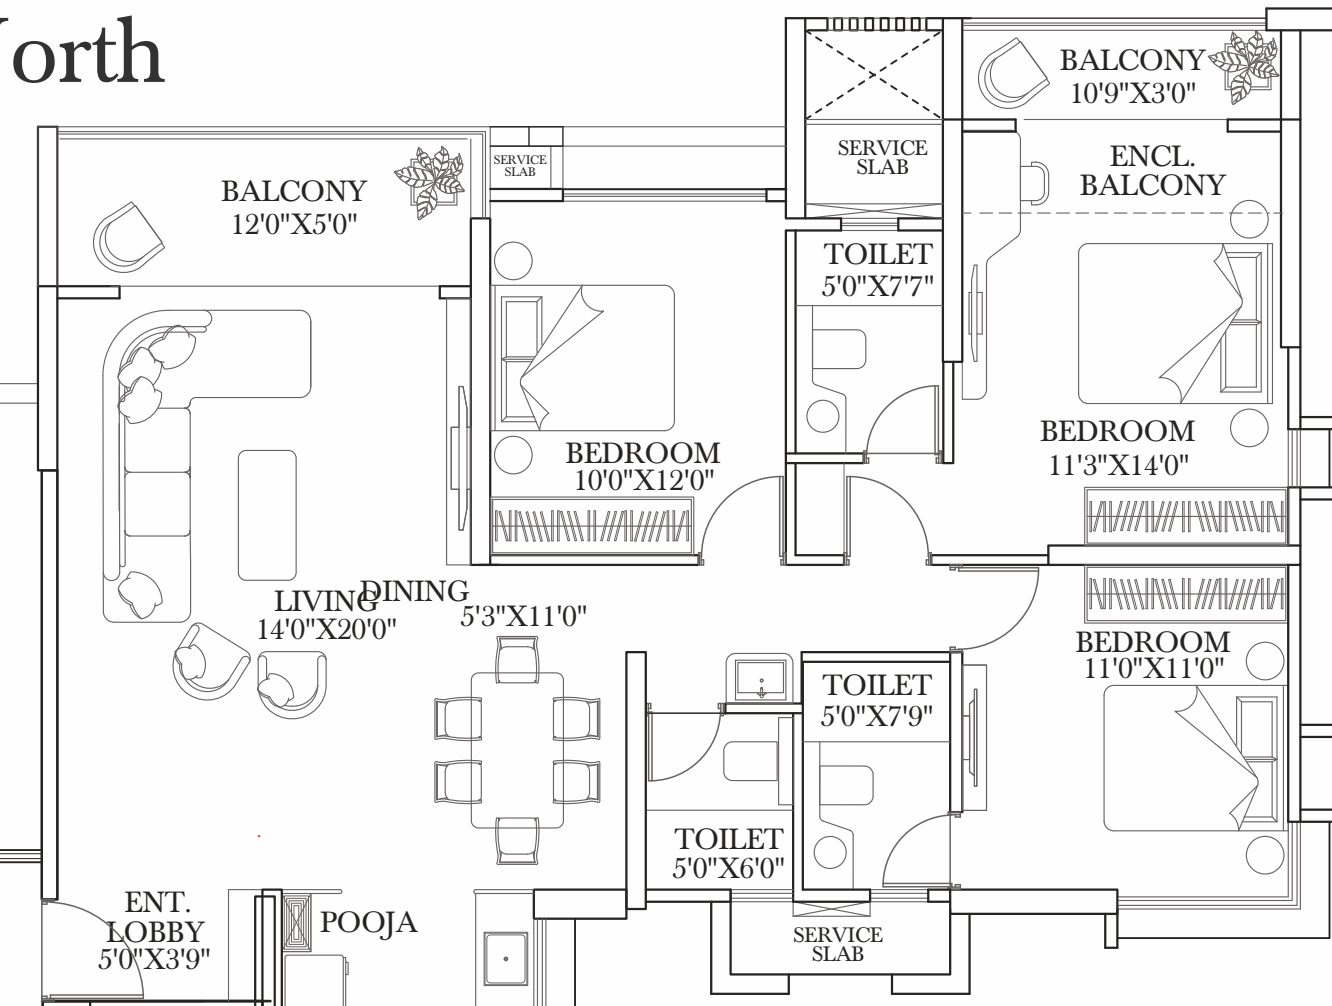 orth
BALCONY
10'9"X3'0"
SERVICE
SLAB
ENCL.
BALCONY
SERVICE
SLAB
BALCONY
12'0"X5'0"
TOILET
5'0"X7'7"
BEDROOM
11'3"X14'0"
BEDROOM
10'0"X12'0"
LIVING
14'0"X20'0"
DINING
5'3"X11'0"
BEDROOM
11'0"X11'0"
TOILET
5'0"X7'9"
TOILET
5'0"X6'0"
ENT.
LOBBY
5'0"X3'9"
POOJA
SERVICE
SLAB